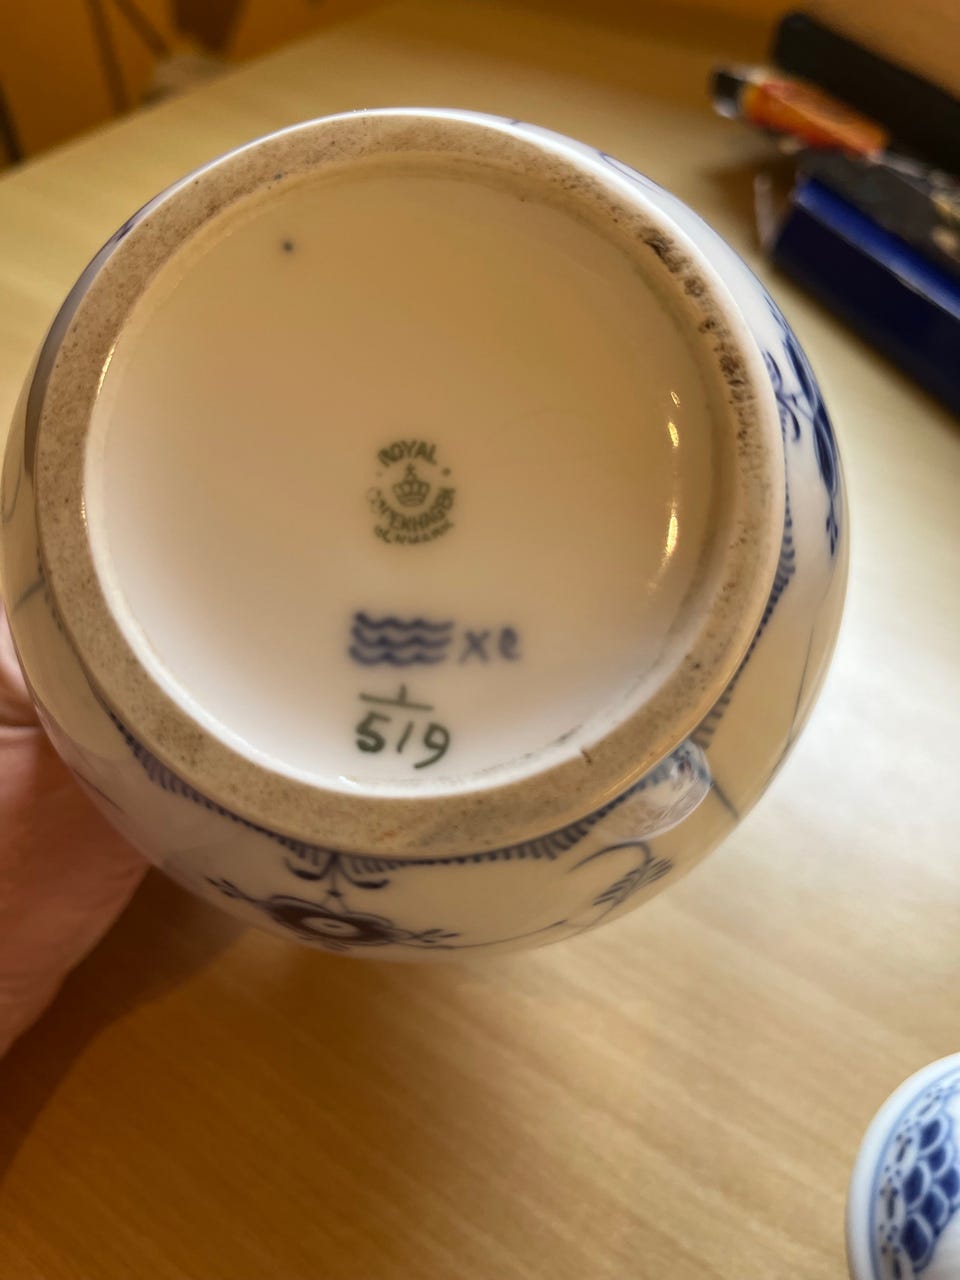 ROYAL
COPENHAGEN
DENMARK
xe
1
519